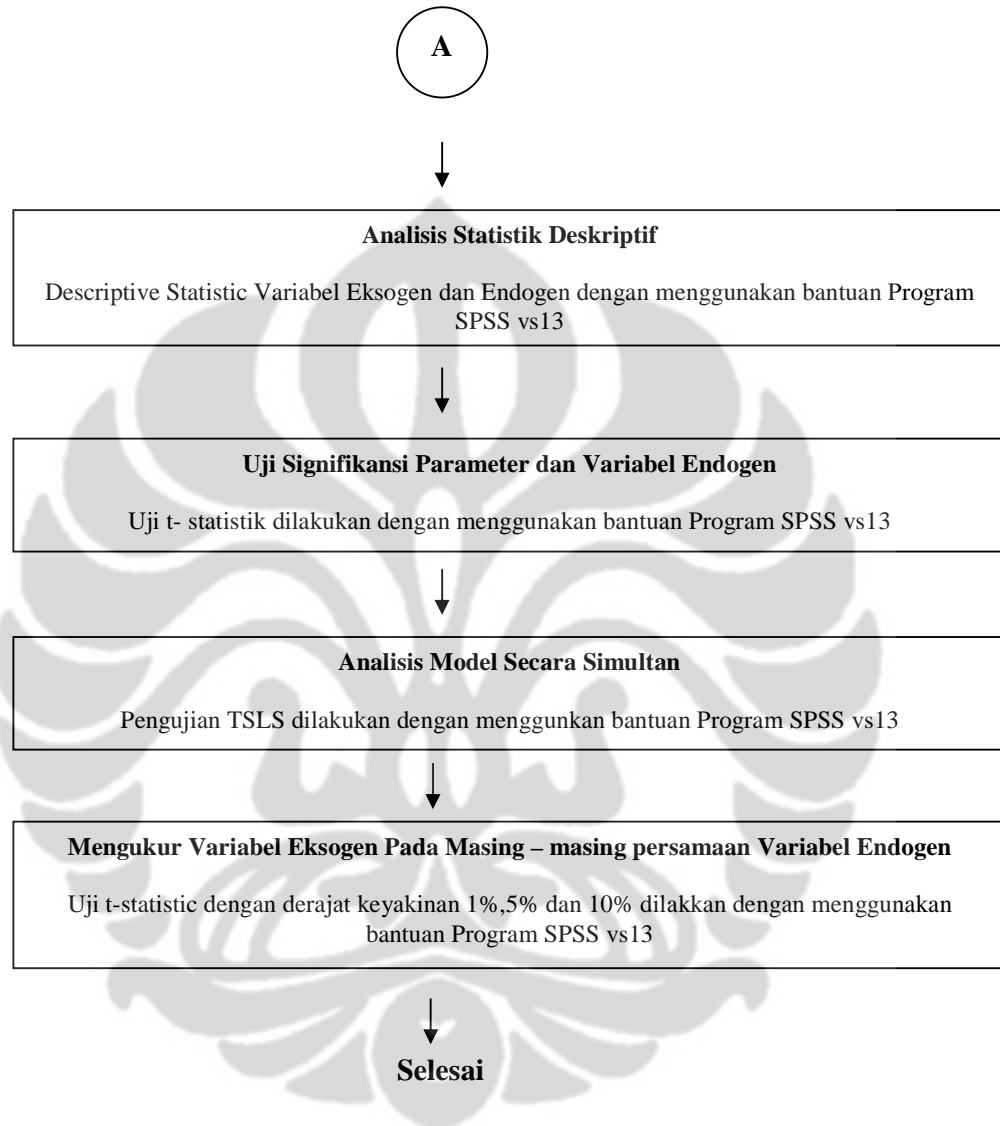 A
Analisis Statistik Deskriptif
Descriptive Statistic Variabel Eksogen dan Endogen dengan menggunakan bantuan Program
SPSS vs13
Uji Signifikansi Parameter dan Variabel Endogen
Uji t- statistik dilakukan dengan menggunakan bantuan Program SPSS vs13
Analisis Model Secara Simultan
Pengujian TSLS dilakukan dengan menggunkan bantuan Program SPSS vs13
Mengukur Variabel Eksogen Pada Masing – masing persamaan Variabel Endogen
Uji t-statistic dengan derajat keyakinan 1%,5% dan 10% dilakkan dengan menggunakan
bantuan Program SPSS vs13
Selesai